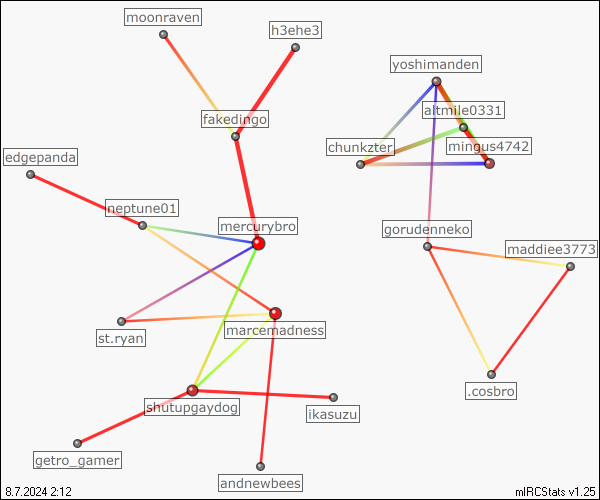 moonraven
h3ehe3
yoshimanden
altmile0331
fakedingo
chunkzter
mingus4742
edgepanda
neptune01
mercurybro
gorudenneko
maddiee3773
st.ryan
marcemadness
.cosbro
shutupgaydog
ikasuzu
getro_gamer
andnewbees
8.7.2024 2:12
mIRCStats v1.25